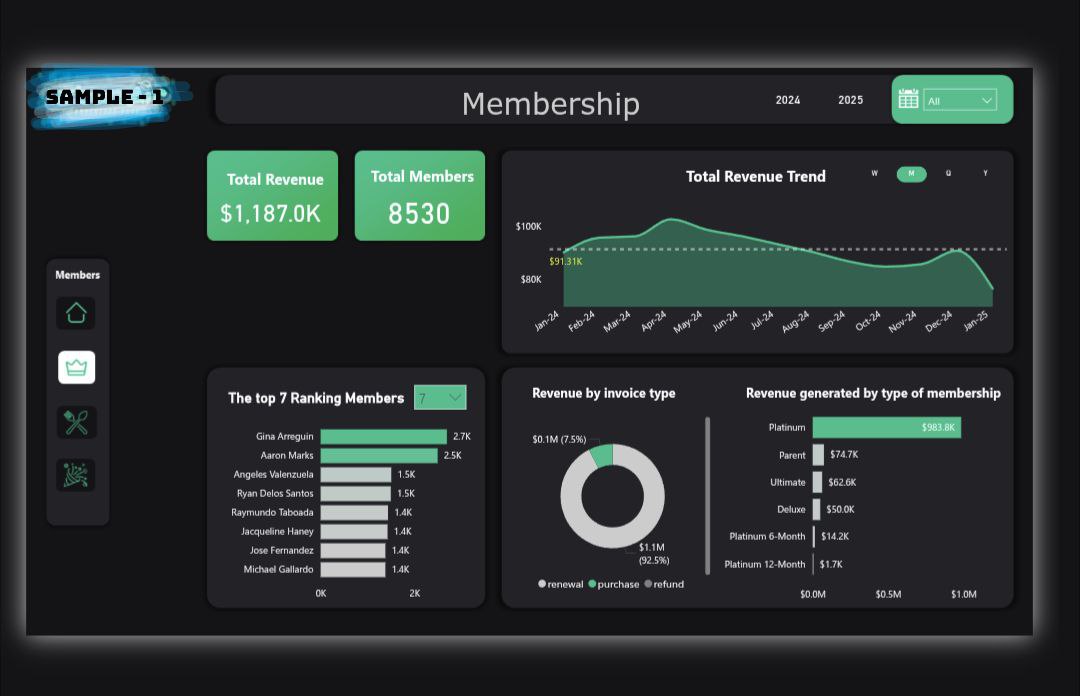 SAMPLE - 1
Membership
2024 2025
All
Total Revenue
$1,187.0K
Total Members
8530
Total Revenue Trend
W M Q Y
$100K
$91.31K
$80K
Jan-24 Feb-24 Mar-24 Apr-24 May-24 Jun-24 Jul-24 Aug-24 Sep-24 Oct-24 Nov-24 Dec-24 Jan-25
Members
The top 7 Ranking Members 7
Gina Arreguin 2.7K
Aaron Marks 2.5K
Angeles Valenzuela 1.5K
Ryan Delos Santos 1.5K
Raymundo Taboada 1.4K
Jacqueline Haney 1.4K
Jose Fernandez 1.4K
Michael Gallardo 1.4K
0K 2K
Revenue by invoice type
$0.1M (7.5%)
$1.1M
(92.5%)
renewal purchase refund
Revenue generated by type of membership
Platinum $983.8K
Parent $74.7K
Ultimate $62.6K
Deluxe $50.0K
Platinum 6-Month $14.2K
Platinum 12-Month $1.7K
$0.0M $0.5M $1.0M